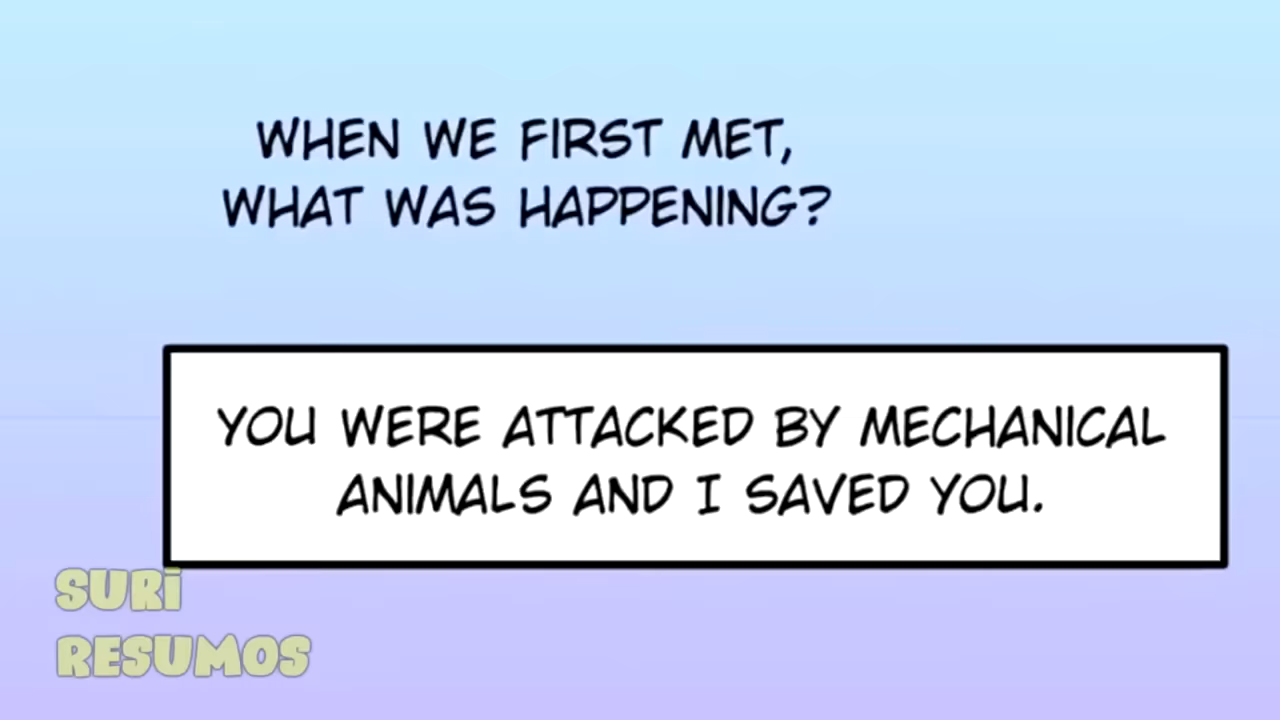 WHEN WE FIRST MET,
WHAT WAS HAPPENING?
YOU WERE ATTACKED BY MECHANICAL
ANIMALS AND I SAVED YOU.
SURI
RESUMOS